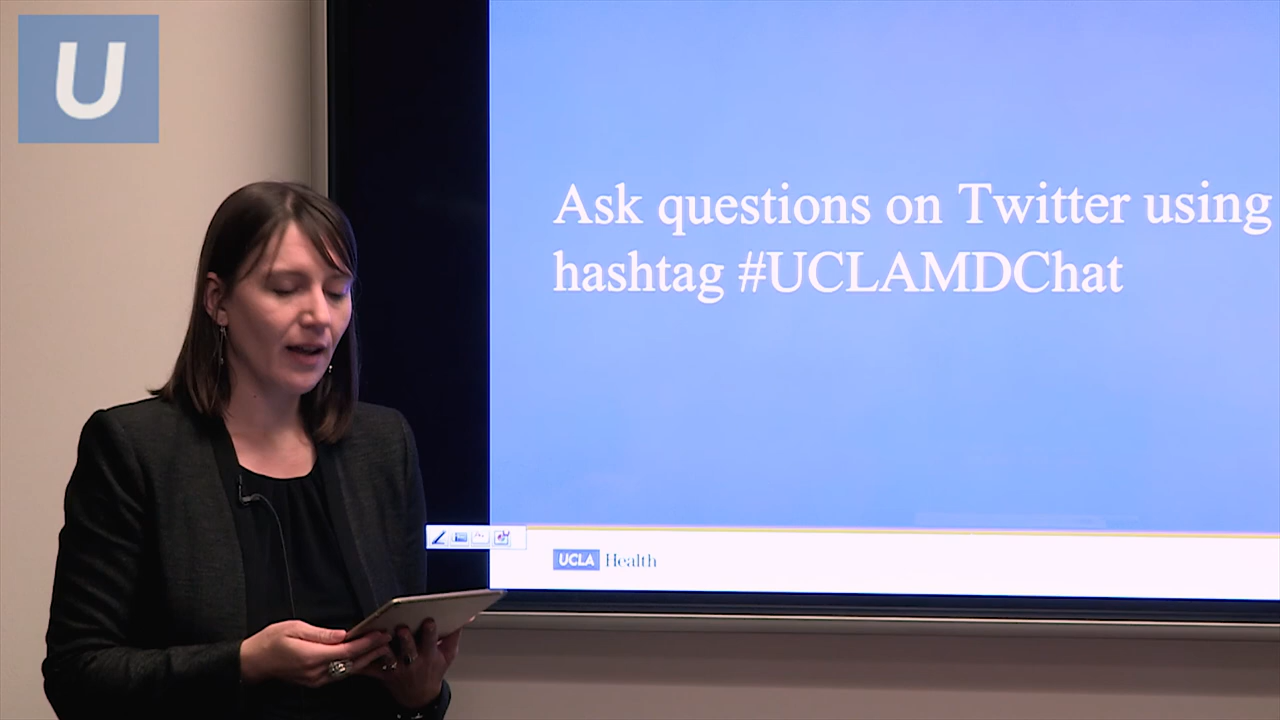 U
Ask questions on Twitter using
hashtag #UCLAMDChat
UCLA Health